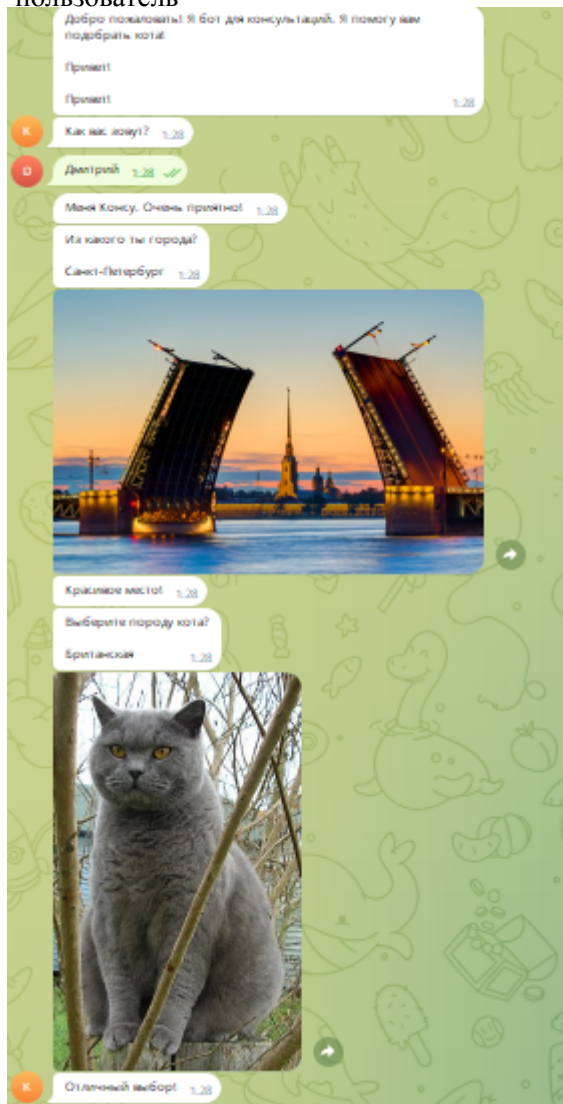 пользователь
Добро пожаловать! Я бот для консультаций. Я помогу вам
подобрать кота!
Привет!
Привет!
1:28
K
Как вас зовут? 1:28
D
Дмитрий 1:28
Меня Консу. Очень приятно! 1:28
Из какого ты города?
Санкт-Петербург 1:28
Красивое место! 1:28
Выберите породу кота?
Британская 1:28
K
Отличный выбор! 1:28